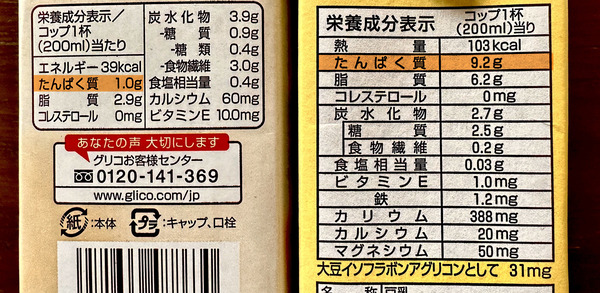 栄養成分表示／
コップ1杯
(200ml)当たり
エネルギー 39kcal
たんぱく質 1.0g
脂質 2.9g
コレステロール 0mg
炭水化物 3.9g
-糖質 0.9g
-糖類 0.4g
-食物繊維 3.0g
食塩相当量 0.4g
カルシウム 60mg
ビタミンE 10.0mg
あなたの声 大切にします
グリコお客様センター
0120-141-369
www.glico.com/jp
紙:本体
プラ:キャップ、口栓
栄養成分表示 コップ1杯(200ml)当り
熱量 103kcal
たんぱく質 9.2g
脂質 6.2g
コレステロール 0mg
炭水化物 2.7g
糖質 2.5g
食物繊維 0.2g
食塩相当量 0.03g
ビタミンE 1.0mg
鉄 1.2mg
カリウム 388mg
カルシウム 20mg
マグネシウム 50mg
大豆イソフラボンアグリコンとして 31mg
名称 豆乳